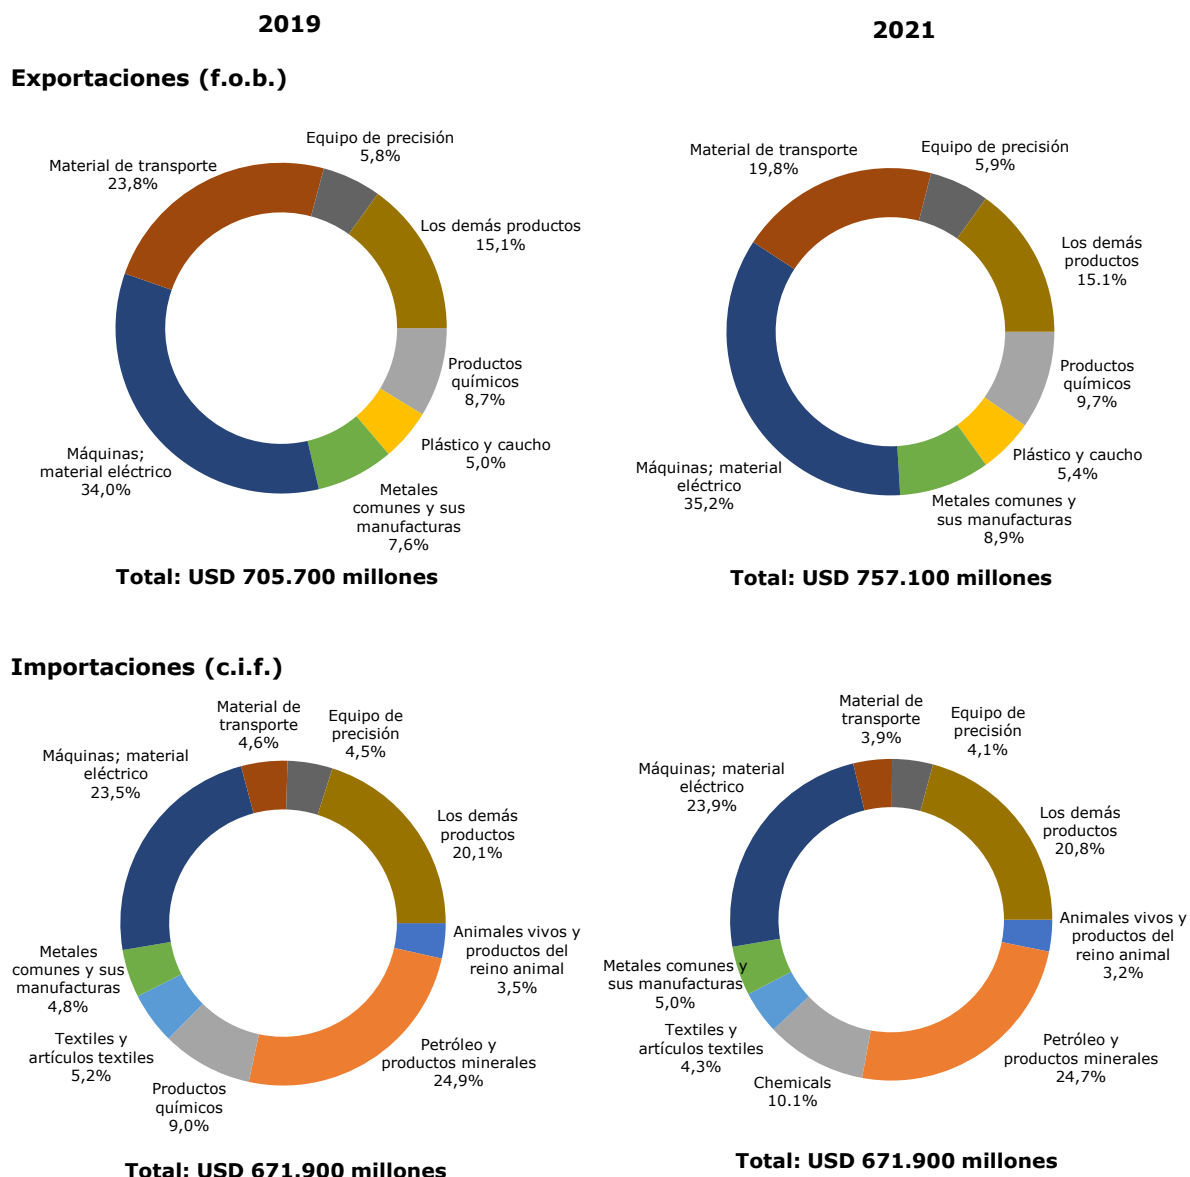 2019
2021
Exportaciones (f.o.b.)
Equipo de precisión
5,8%
Material de transporte
23,8%
Los demás productos
15,1%
Productos
químicos
8,7%
Plástico y caucho
5,0%
Metales
comunes y sus
manufacturas
7,6%
Máquinas;
material eléctrico
34,0%
Total: USD 705.700 millones
Equipo de precisión
5,9%
Material de transporte
19,8%
Los demás
productos
15.1%
Productos
químicos
9,7%
Plástico y caucho
5,4%
Metales comunes y
sus manufacturas
8,9%
Máquinas; material
eléctrico
35,2%
Total: USD 757.100 millones
Importaciones (c.i.f.)
Material de
transporte
4,6%
Equipo de
precisión
4,5%
Máquinas; material
eléctrico
23,5%
Los demás
productos
20,1%
Animales vivos y
productos del
reino animal
3,5%
Metales
comunes y sus
manufacturas
4,8%
Textiles y
artículos textiles
5,2%
Productos
químicos
9,0%
Petróleo y
productos minerales
24,9%
Total: USD 671.900 millones
Material de
transporte
3,9%
Equipo de
precisión
4,1%
Máquinas; material
eléctrico
23,9%
Los demás
productos
20,8%
Animales vivos y
productos del
reino animal
3,2%
Metales comunes y
sus manufacturas
5,0%
Textiles y
artículos textiles
4,3%
Chemicals
10.1%
Petróleo y
productos minerales
24,7%
Total: USD 671.900 millones